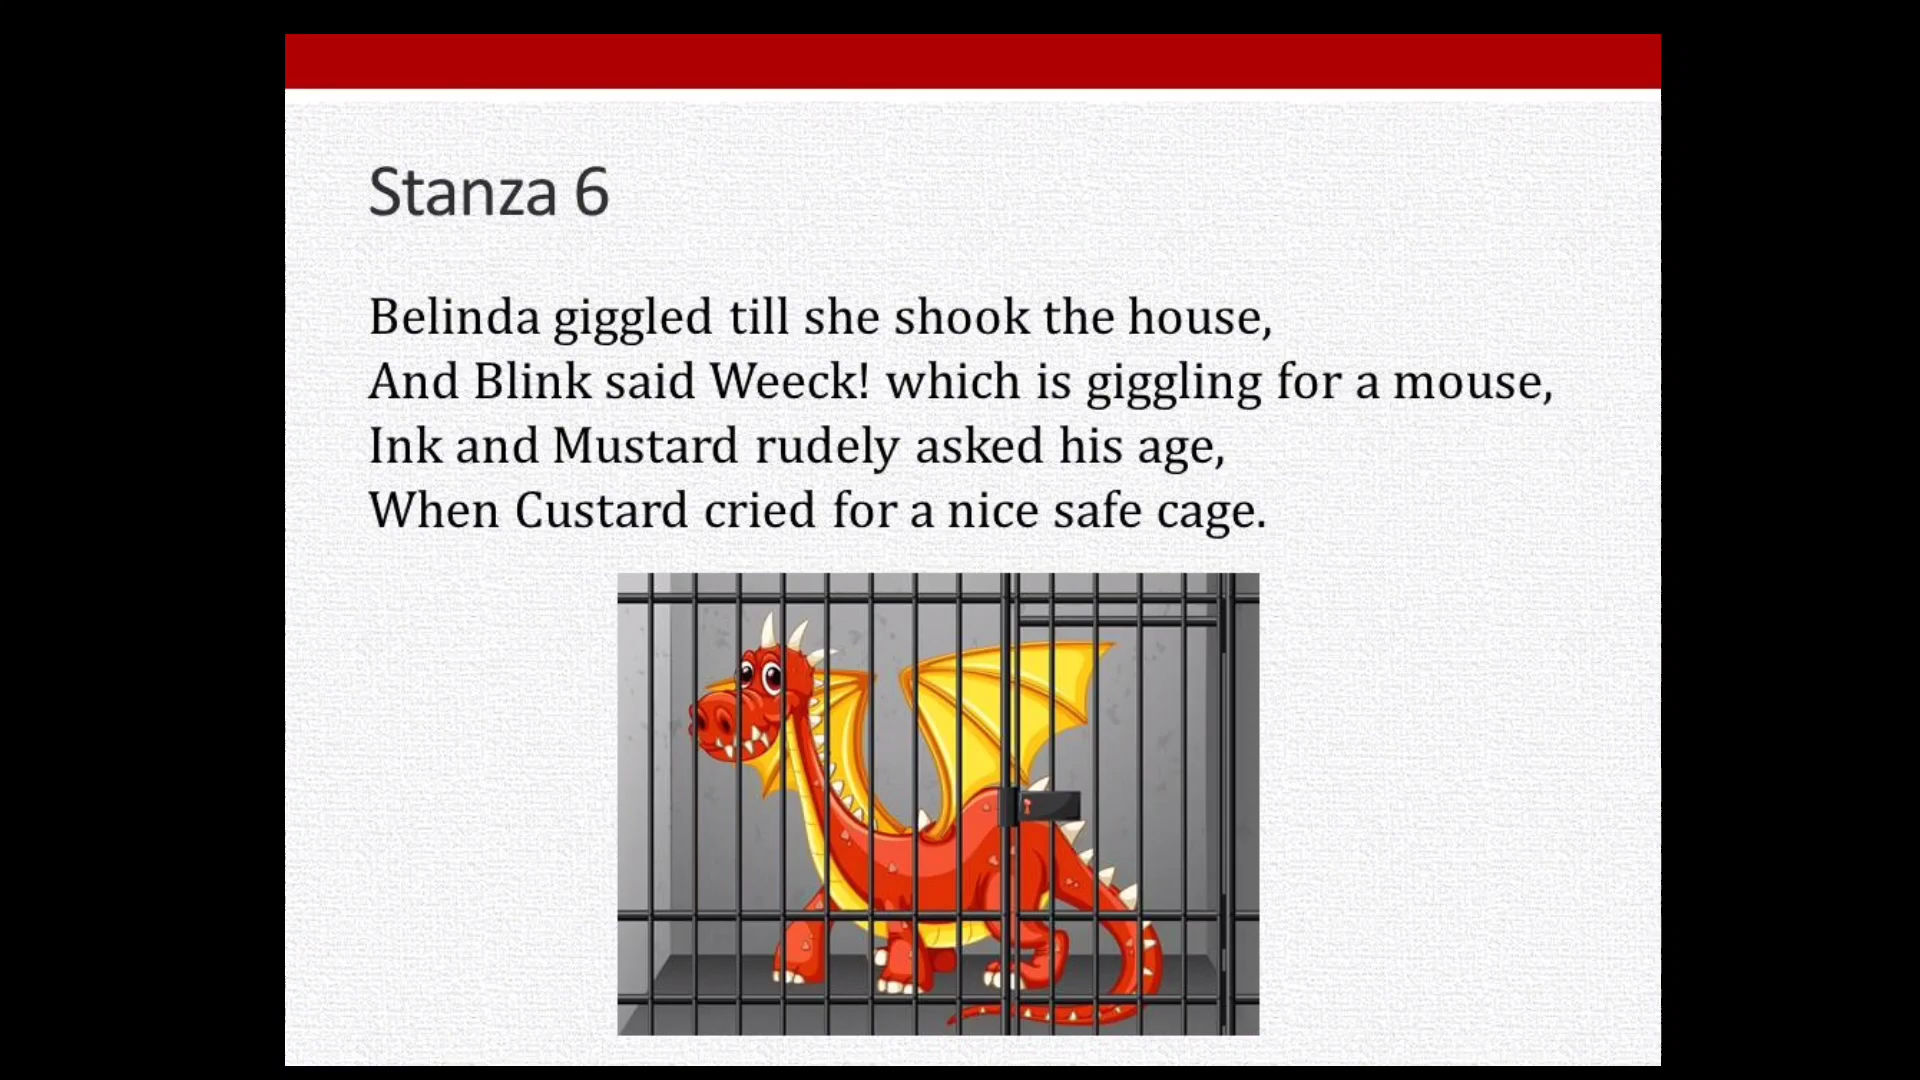 Stanza 6
Belinda giggled till she shook the house,
And Blink said Weeck! which is giggling for a mouse,
Ink and Mustard rudely asked his age,
When Custard cried for a nice safe cage.